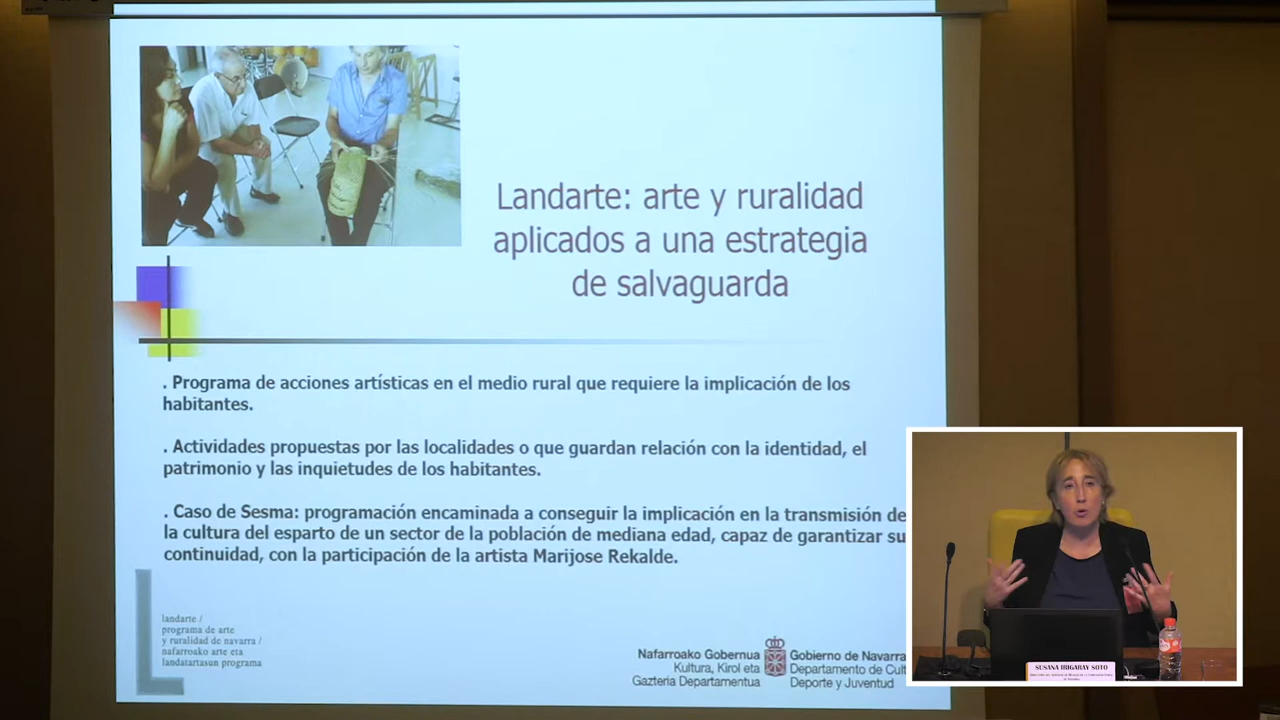 Landarte: arte y ruralidad
aplicados a una estrategia
de salvaguarda
. Programa de acciones artísticas en el medio rural que requiere la implicación de los
habitantes.
. Actividades propuestas por las localidades o que guardan relación con la identidad, el
patrimonio y las inquietudes de los habitantes.
. Caso de Sesma: programación encaminada a conseguir la implicación en la transmisión de
la cultura del esparto de un sector de la población de mediana edad, capaz de garantizar su
continuidad, con la participación de la artista Marijose Rekalde.
landarte /
programa de arte
y ruralidad de navarra /
nafarroako arte eta
landatartasun programa
Nafarroako Gobernua
Kultura, Kirol eta
Gazteria Departamentua
Gobierno de Navarra
Departamento de Cult
Deporte y Juventud
SUSANA IRIGARAY SOTO